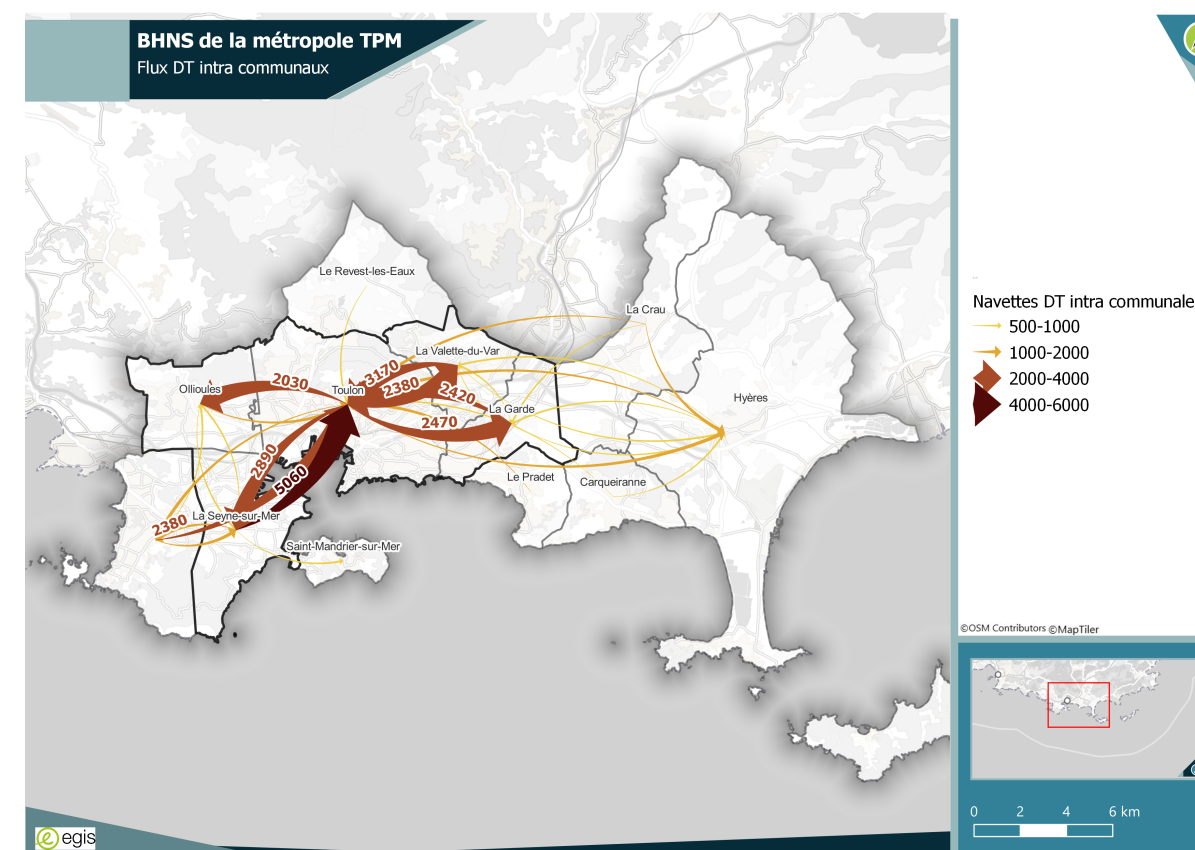 BHNS de la métropole TPM
Flux DT intra communaux
Le Revest-les-Eaux
La Crau
La Valette-du-Var
3170
2030
Toulon
2380
Ollioules
2420
Hyères
La Garde
2470
2890
5060
Le Pradet
Carqueiranne
La Seyne-sur-Mer
2380
Saint-Mandrier-sur-Mer
egis
Navettes DT intra communale
500-1000
1000-2000
2000-4000
4000-6000
©OSM Contributors ©MapTiler
0 2 4 6 km